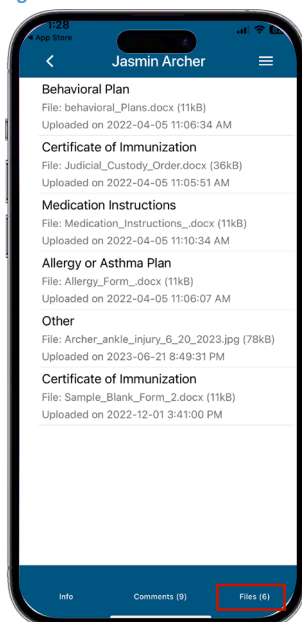 1:28
App Store
Jasmin Archer
Behavioral Plan
File: behavioral_Plans.docx (11kB)
Uploaded on 2022-04-05 11:06:34 AM
Certificate of Immunization
File: Judicial_Custody_Order.docx (36kB)
Uploaded on 2022-04-05 11:05:51 AM
Medication Instructions
File: Medication_Instructions_.docx (11kB)
Uploaded on 2022-04-05 11:10:34 AM
Allergy or Asthma Plan
File: Allergy_Form_.docx (11kB)
Uploaded on 2022-04-05 11:06:07 AM
Other
File: Archer_ankle_injury_6_20_2023.jpg (78kB)
Uploaded on 2023-06-21 8:49:31 PM
Certificate of Immunization
File: Sample_Blank_Form_2.docx (11kB)
Uploaded on 2022-12-01 3:41:00 PM
Info Comments (9) Files (6)